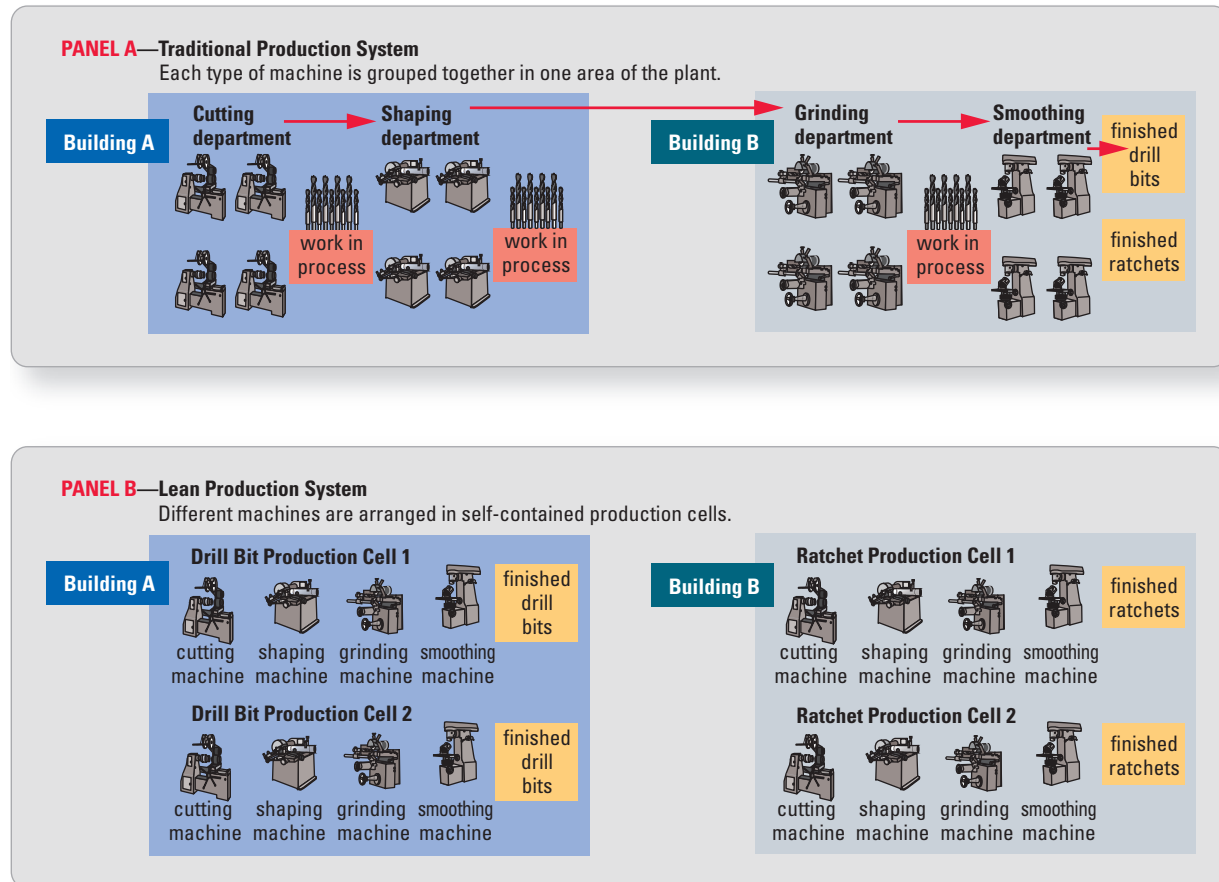 PANEL A—Traditional Production System
Each type of machine is grouped together in one area of the plant.
Building A
Cutting
department
Shaping
department
work in
process
work in
process
Building B
Grinding
department
Smoothing
department
work in
process
finished
drill
bits
finished
ratchets
PANEL B—Lean Production System
Different machines are arranged in self-contained production cells.
Building A
Drill Bit Production Cell 1
cutting
machine
shaping
machine
grinding
machine
smoothing
machine
finished
drill
bits
Drill Bit Production Cell 2
cutting
machine
shaping
machine
grinding
machine
smoothing
machine
finished
drill
bits
Building B
Ratchet Production Cell 1
cutting
machine
shaping
machine
grinding
machine
smoothing
machine
finished
ratchets
Ratchet Production Cell 2
cutting
machine
shaping
machine
grinding
machine
smoothing
machine
finished
ratchets